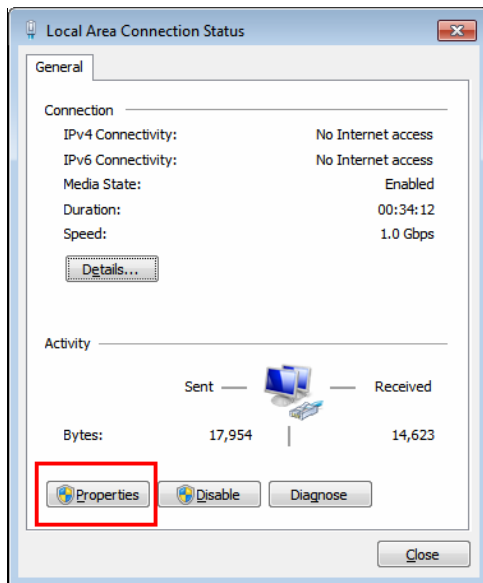 Local Area Connection Status
General
Connection
IPv4 Connectivity: No Internet access
IPv6 Connectivity: No Internet access
Media State: Enabled
Duration: 00:34:12
Speed: 1.0 Gbps
Details...
Activity
Sent Received
Bytes: 17,954 14,623
Properties Disable Diagnose
Close